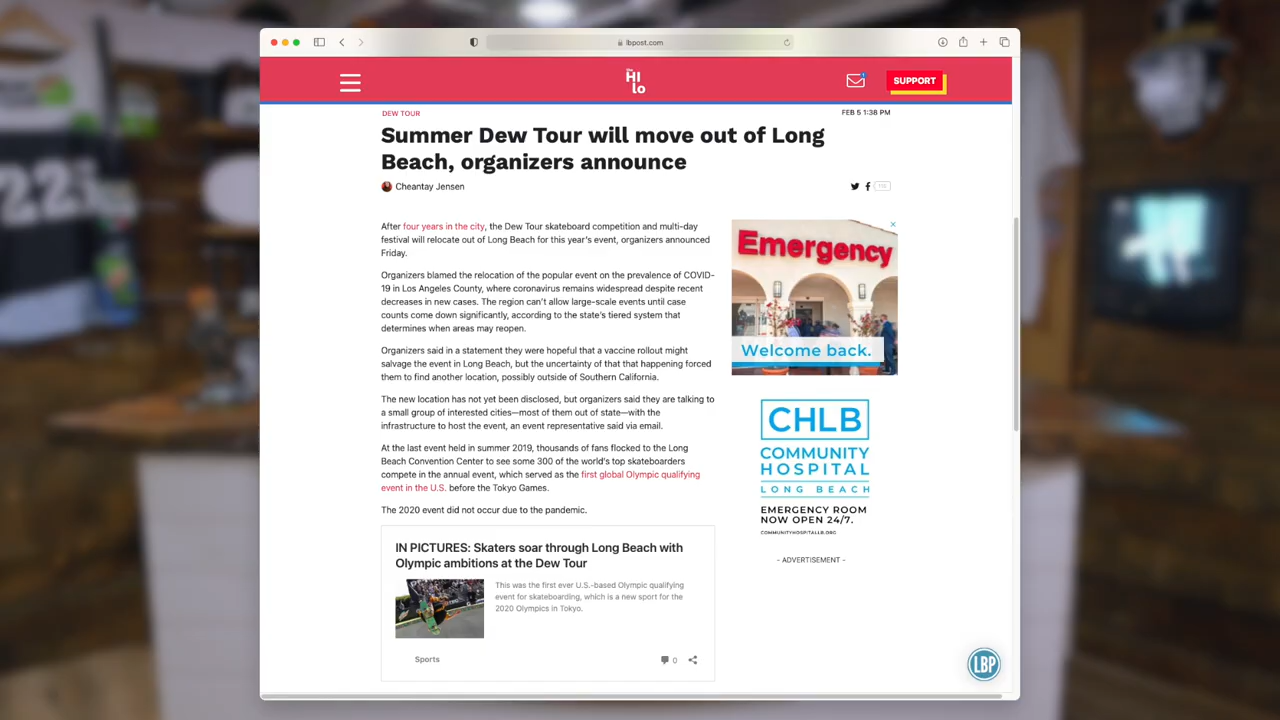 lbpost.com
the
HI
lo
SUPPORT
DEW TOUR
FEB 5 1:38 PM
Summer Dew Tour will move out of Long
Beach, organizers announce
Cheantay Jensen
After four years in the city, the Dew Tour skateboard competition and multi-day
festival will relocate out of Long Beach for this year's event, organizers announced
Friday.
Organizers blamed the relocation of the popular event on the prevalence of COVID-
19 in Los Angeles County, where coronavirus remains widespread despite recent
decreases in new cases. The region can't allow large-scale events until case
counts come down significantly, according to the state's tiered system that
determines when areas may reopen.
Organizers said in a statement they were hopeful that a vaccine rollout might
salvage the event in Long Beach, but the uncertainty of that that happening forced
them to find another location, possibly outside of Southern California.
The new location has not yet been disclosed, but organizers said they are talking to
a small group of interested cities—most of them out of state—with the
infrastructure to host the event, an event representative said via email.
At the last event held in summer 2019, thousands of fans flocked to the Long
Beach Convention Center to see some 300 of the world's top skateboarders
compete in the annual event, which served as the first global Olympic qualifying
event in the U.S. before the Tokyo Games.
The 2020 event did not occur due to the pandemic.
IN PICTURES: Skaters soar through Long Beach with
Olympic ambitions at the Dew Tour
This was the first ever U.S.-based Olympic qualifying
event for skateboarding, which is a new sport for the
2020 Olympics in Tokyo.
Sports
0
Emergency
Welcome back.
CHLB
COMMUNITY
HOSPITAL
LONG BEACH
EMERGENCY ROOM
NOW OPEN 24/7.
COMMUNITYHOSPITALLB.ORG
- ADVERTISEMENT -
LBP
22